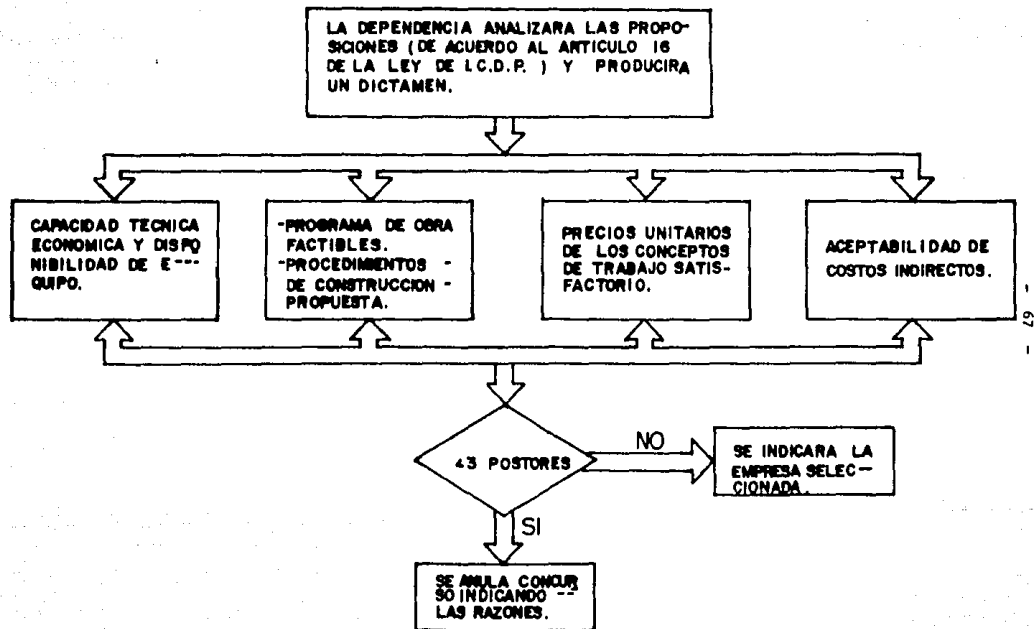 LA DEPENDENCIA ANALIZARA LAS PROPO-
SICIONES (DE ACUERDO AL ARTICULO 16
DE LA LEY DE I.C.D.P. ) Y PRODUCIRA
UN DICTAMEN.
CAPACIDAD TECNICA
ECONOMICA Y DISPO
NIBILIDAD DE E---
QUIPO.
-PROGRAMA DE OBRA
FACTIBLES.
-PROCEDIMIENTOS -
DE CONSTRUCCION -
PROPUESTA.
PRECIOS UNITARIOS
DE LOS CONCEPTOS
DE TRABAJO SATIS-
FACTORIO.
ACEPTABILIDAD DE
COSTOS INDIRECTOS.
- 67 -
<3 POSTORES
NO
SE INDICARA LA
EMPRESA SELEC-
CIONADA.
SI
SE ANULA CONCUR
SO INDICANDO --
LAS RAZONES.